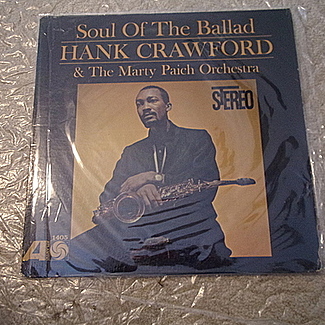 Soul Of The Ballad
HANK CRAWFORD
& The Marty Paich Orchestra
STEREO
1405